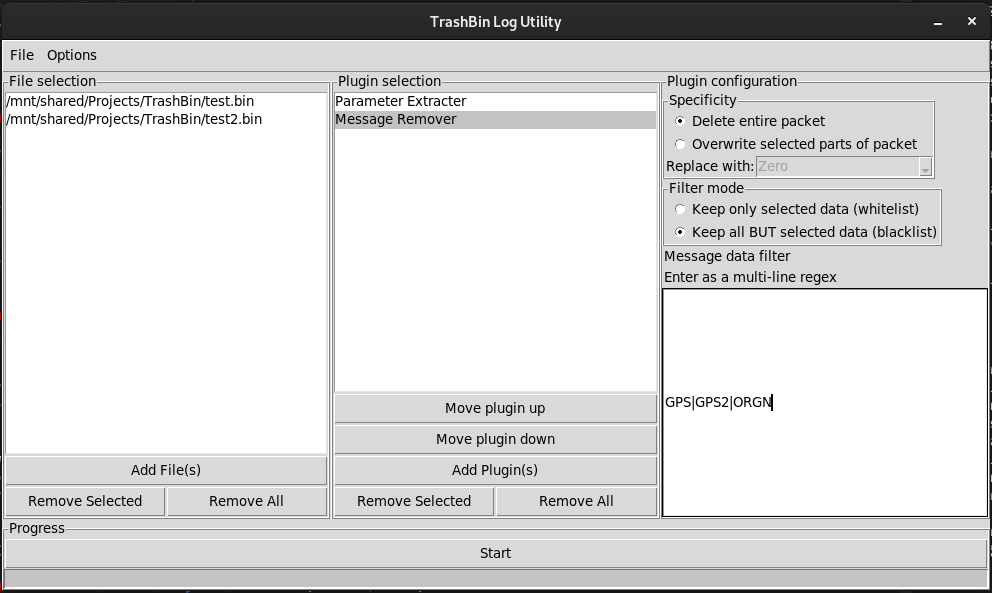 TrashBin Log Utility
File Options
File selection
/mnt/shared/Projects/TrashBin/test.bin
/mnt/shared/Projects/TrashBin/test2.bin
Add File(s)
Remove Selected Remove All
Plugin selection
Parameter Extracter
Message Remover
Move plugin up
Move plugin down
Add Plugin(s)
Remove Selected Remove All
Plugin configuration
Specificity
Delete entire packet
Overwrite selected parts of packet
Replace with: Zero
Filter mode
Keep only selected data (whitelist)
Keep all BUT selected data (blacklist)
Message data filter
Enter as a multi-line regex
GPS|GPS2|ORGN
Progress
Start